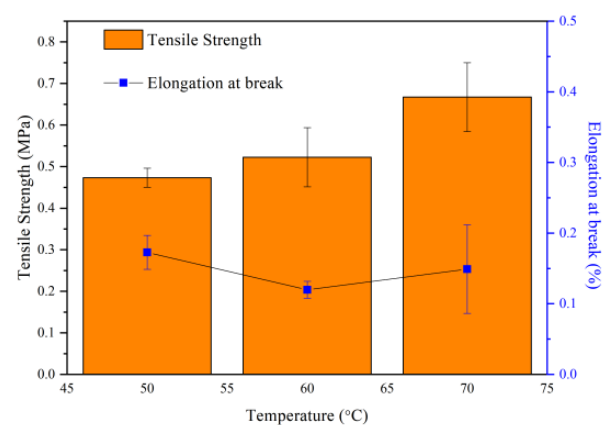 Tensile Strength
Elongation at break
Tensile Strength (MPa)
0.8
0.7
0.6
0.5
0.4
0.3
0.2
0.1
0.0
0.5
0.4
0.3
0.2
0.1
0.0
Elongation at break (%)
45 50 55 60 65 70 75
Temperature (°C)